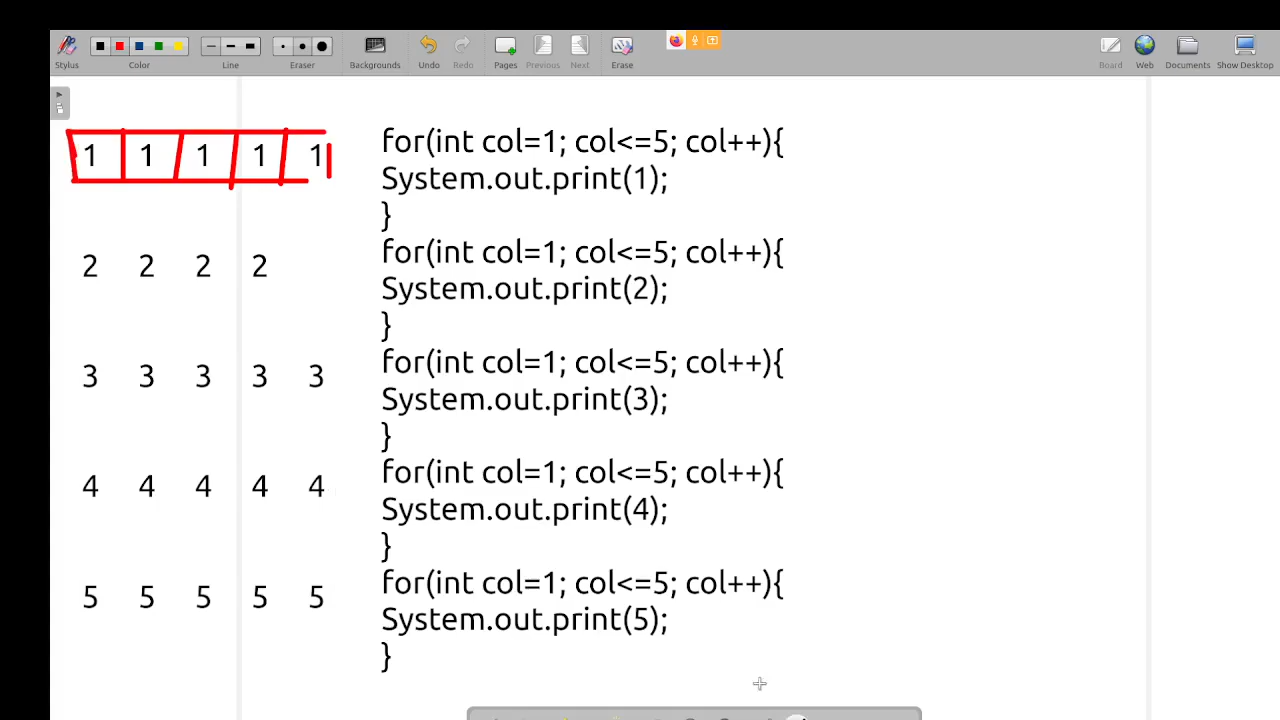 Stylus Color Line Eraser Backgrounds Undo Redo Pages Previous Next Erase Board Web Documents Show Desktop
1 1 1 1 1
2 2 2 2
3 3 3 3 3
4 4 4 4 4
5 5 5 5 5
for(int col=1; col<=5; col++){
System.out.print(1);
}
for(int col=1; col<=5; col++){
System.out.print(2);
}
for(int col=1; col<=5; col++){
System.out.print(3);
}
for(int col=1; col<=5; col++){
System.out.print(4);
}
for(int col=1; col<=5; col++){
System.out.print(5);
}